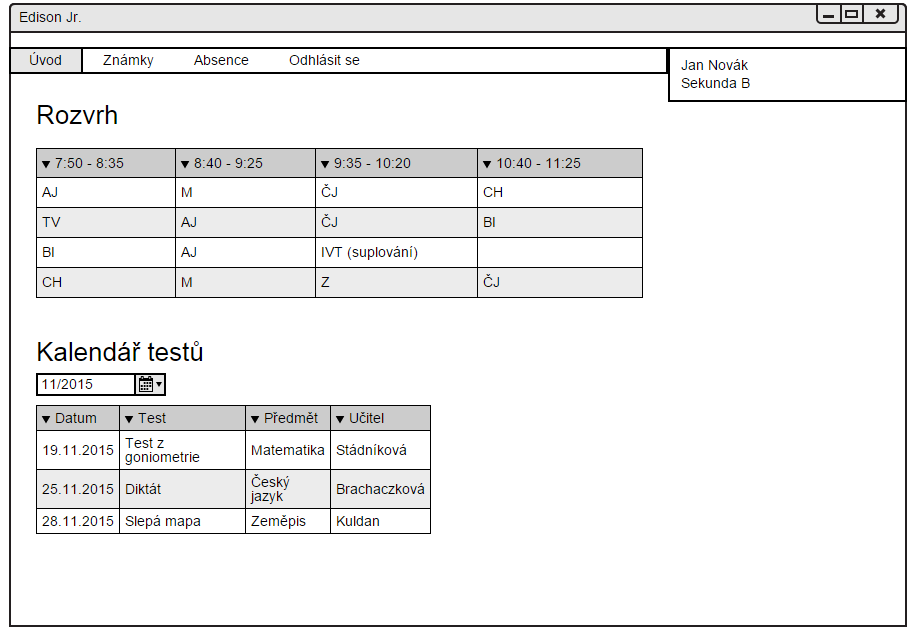 Edison Jr.
Úvod Známky Absence Odhlásit se
Jan Novák
Sekunda B
Rozvrh
7:50 - 8:35 8:40 - 9:25 9:35 - 10:20 10:40 - 11:25
AJ M ČJ CH
TV AJ ČJ BI
BI AJ IVT (suplování)
CH M Z ČJ
Kalendář testů
11/2015
Datum Test Předmět Učitel
19.11.2015 Test z goniometrie Matematika Stádníková
25.11.2015 Diktát Český jazyk Brachaczková
28.11.2015 Slepá mapa Zeměpis Kuldan